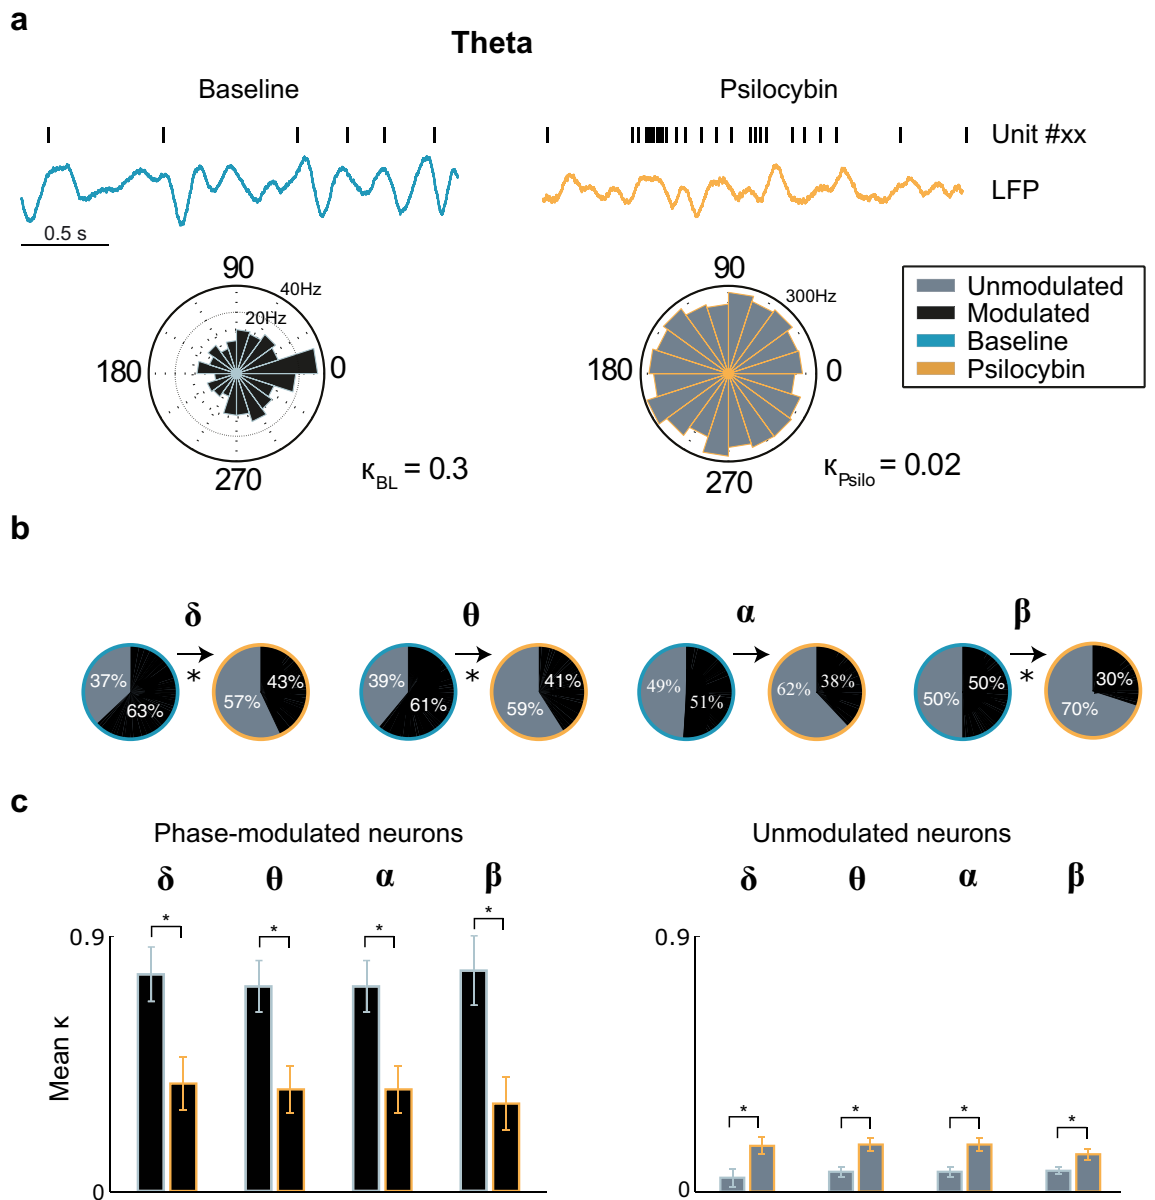 a
Theta
Baseline
Psilocybin
Unit #xx
LFP
0.5 s
90
40Hz
20Hz
180
0
270
κBL = 0.3
90
300Hz
180
0
270
κPsilo = 0.02
Unmodulated
Modulated
Baseline
Psilocybin
b
δ
θ
α
β
37%
63%
*
57%
43%
39%
61%
*
59%
41%
49%
51%
62%
38%
50%
50%
*
70%
30%
c
Phase-modulated neurons
δ
θ
α
β
*
*
*
*
0.9
Mean κ
0
Unmodulated neurons
δ
θ
α
β
0.9
*
*
*
*
0